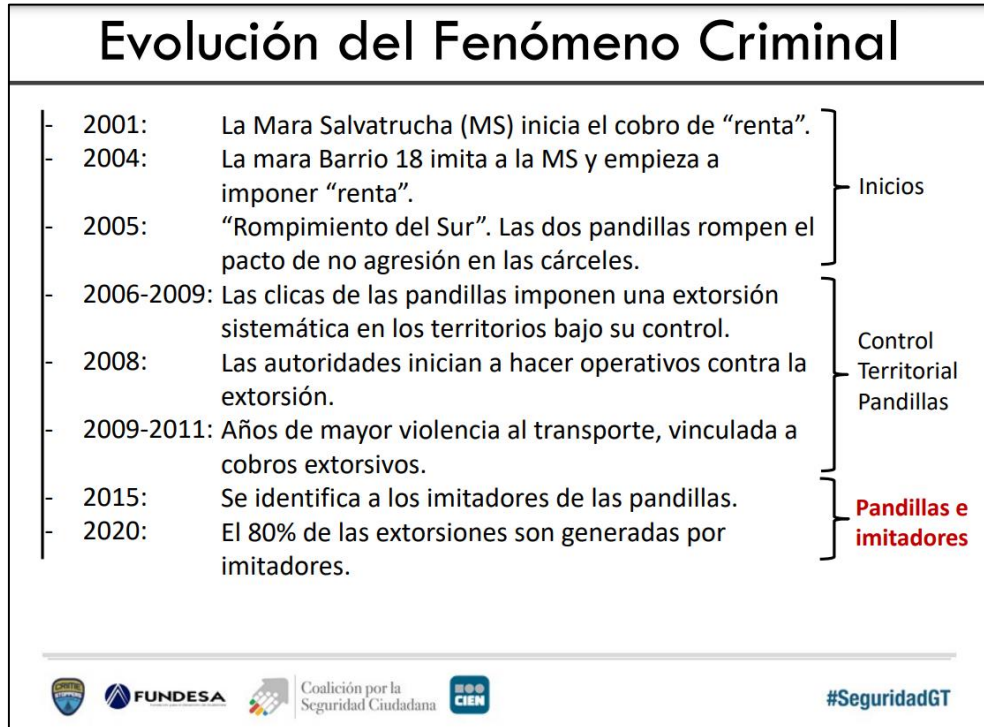 Evolución del Fenómeno Criminal
- 2001: La Mara Salvatrucha (MS) inicia el cobro de “renta”.
- 2004: La mara Barrio 18 imita a la MS y empieza a
imponer “renta”.
- 2005: “Rompimiento del Sur”. Las dos pandillas rompen el
pacto de no agresión en las cárceles.
Inicios
- 2006-2009: Las clicas de las pandillas imponen una extorsión
sistemática en los territorios bajo su control.
- 2008: Las autoridades inician a hacer operativos contra la
extorsión.
- 2009-2011: Años de mayor violencia al transporte, vinculada a
cobros extorsivos.
Control
Territorial
Pandillas
- 2015: Se identifica a los imitadores de las pandillas.
- 2020: El 80% de las extorsiones son generadas por
imitadores.
Pandillas e
imitadores
CRIME
STOPPERS
FUNDESA
Coalición por la
Seguridad Ciudadana
CIEN
#SeguridadGT